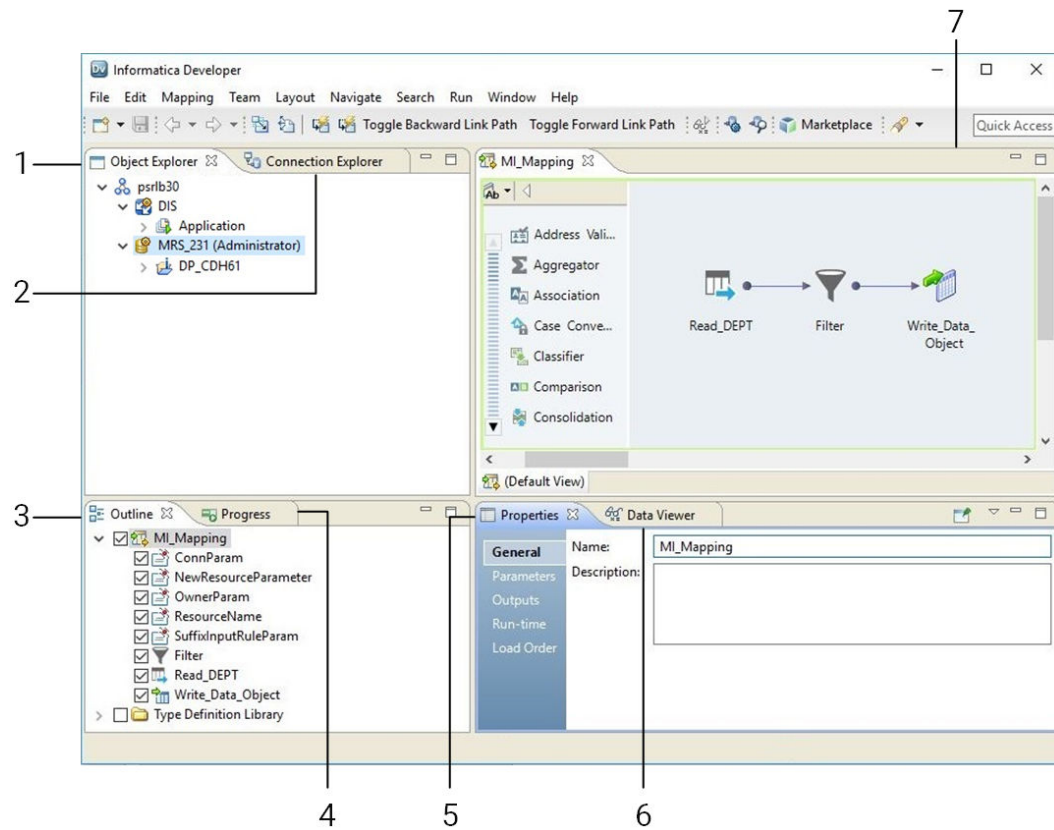 7
Dv Informatica Developer
File Edit Mapping Team Layout Navigate Search Run Window Help
Toggle Backward Link Path Toggle Forward Link Path Marketplace Quick Access
1
Object Explorer Connection Explorer
psrlb30
DIS
Application
MRS_231 (Administrator)
DP_CDH61
2
MI_Mapping
Ab
Address Vali...
Aggregator
Association
Case Conve...
Classifier
Comparison
Consolidation
Read_DEPT
Filter
Write_Data_
Object
(Default View)
3
Outline Progress
MI_Mapping
ConnParam
NewResourceParameter
OwnerParam
ResourceName
SuffixInputRuleParam
Filter
Read_DEPT
Write_Data_Object
Type Definition Library
Properties Data Viewer
General
Parameters
Outputs
Run-time
Load Order
Name: MI_Mapping
Description:
4
5
6